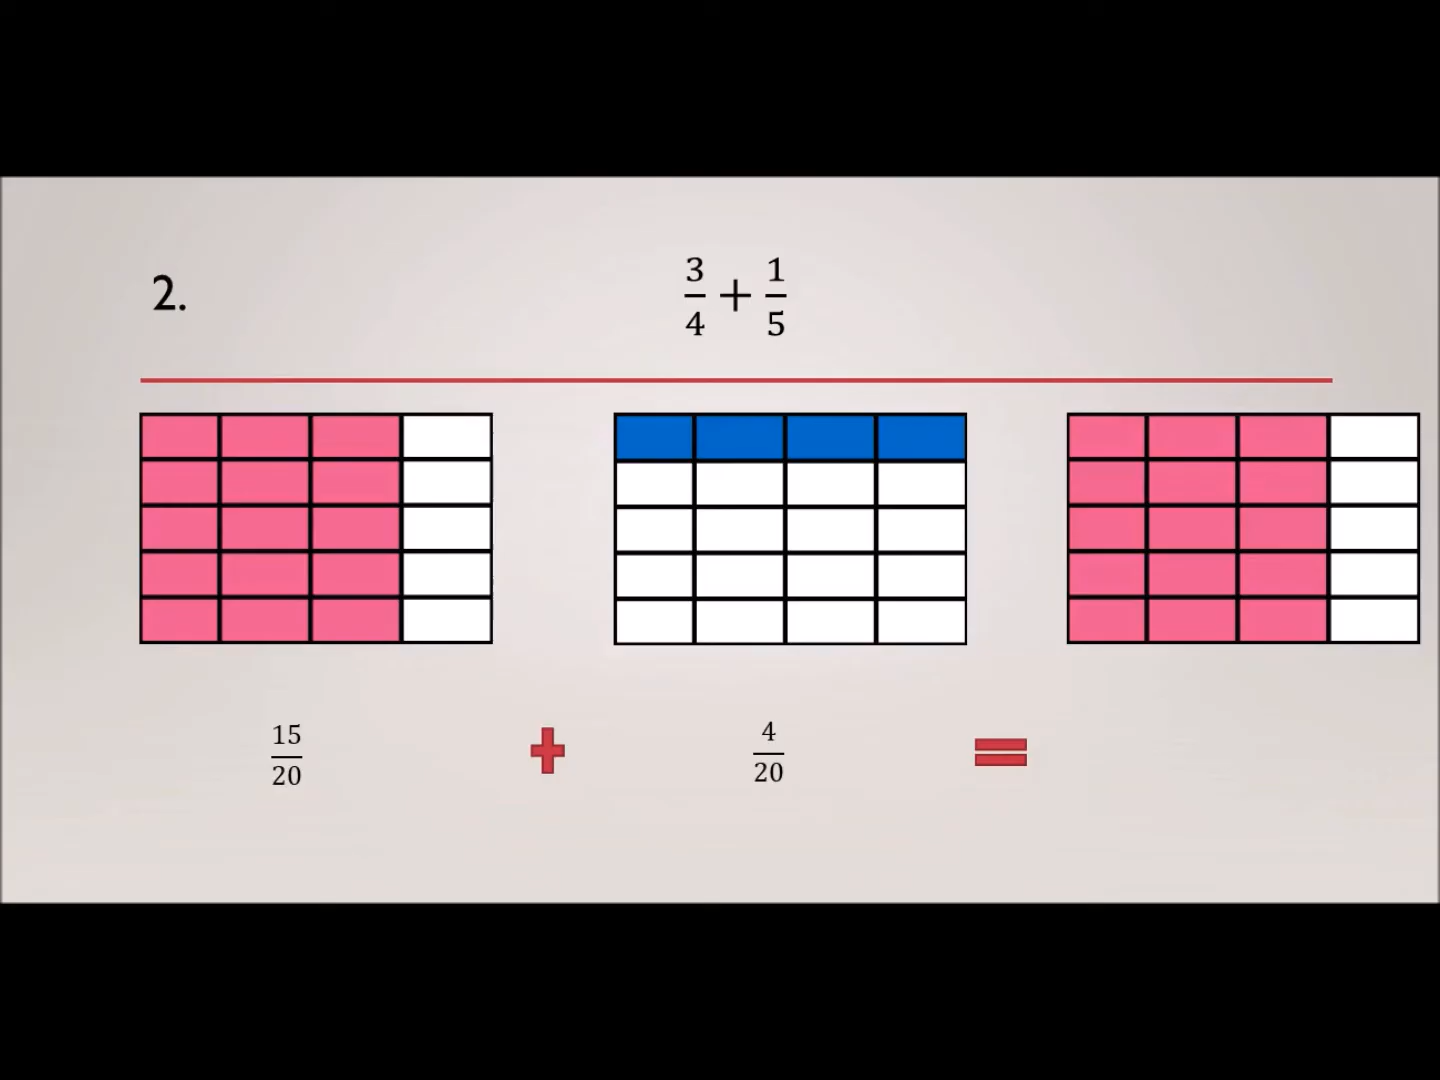 2.
3/4 + 1/5
15/20 + 4/20 =